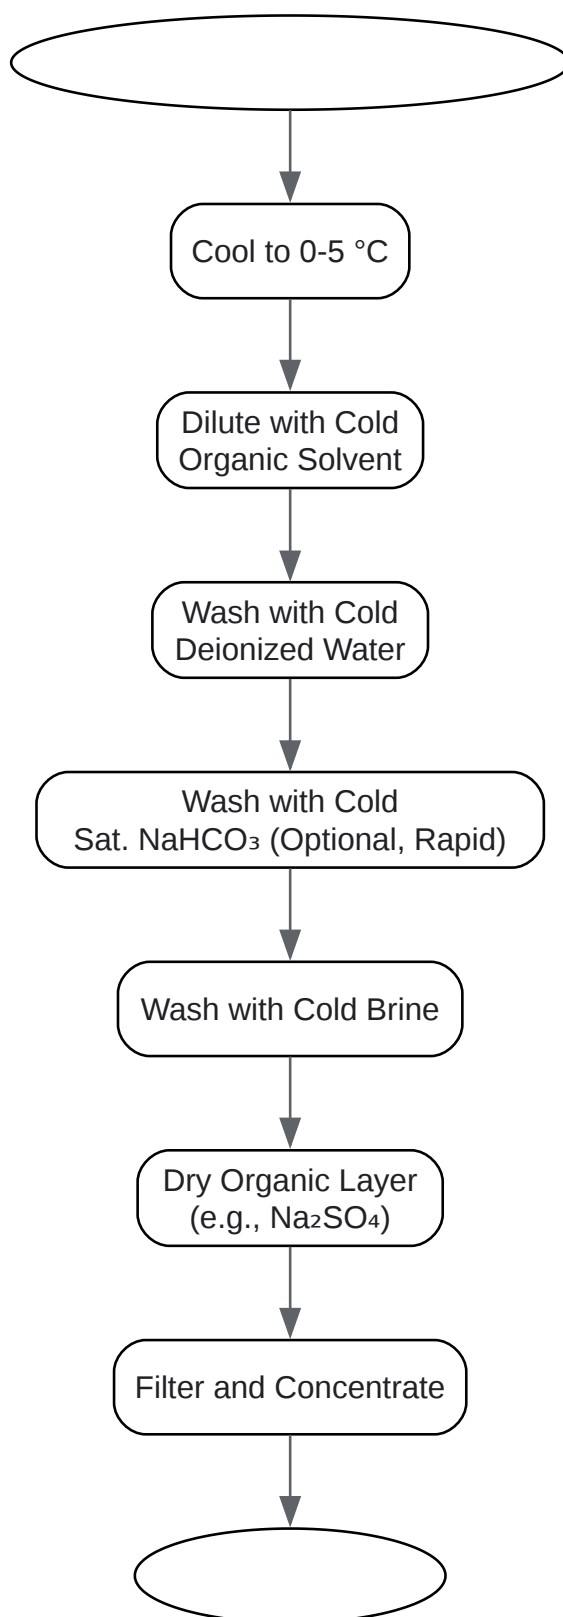 Cool to 0-5 °C
Dilute with Cold
Organic Solvent
Wash with Cold
Deionized Water
Wash with Cold
Sat. NaHCO₃ (Optional, Rapid)
Wash with Cold Brine
Dry Organic Layer
(e.g., Na₂SO₄)
Filter and Concentrate